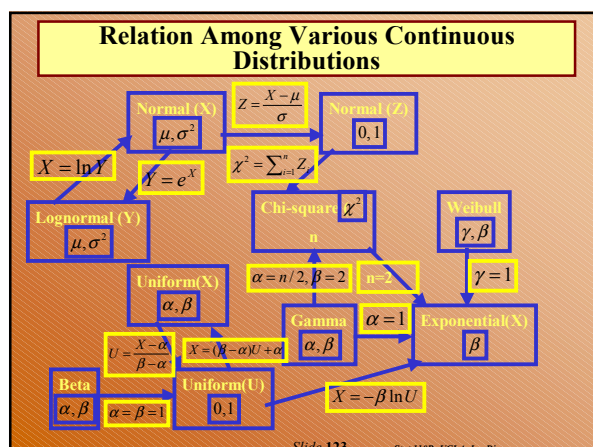 Relation Among Various Continuous
Distributions
Normal (X)
μ, σ²
Z = (X − μ)/σ
Normal (Z)
0,1
X = ln Y
Y = e^X
χ² = ∑_{i=1}^{n} Z
Lognormal (Y)
μ, σ²
Chi-square χ²
n
Weibull
γ, β
Uniform(X)
α, β
α = n/2, β = 2
n=2
γ = 1
Gamma
α, β
α = 1
Exponential(X)
β
U = (X−α)/(β−α)
X = (β−α)U + α
Beta
α, β
α = β = 1
Uniform(U)
0,1
X = −β ln U
Slide 123